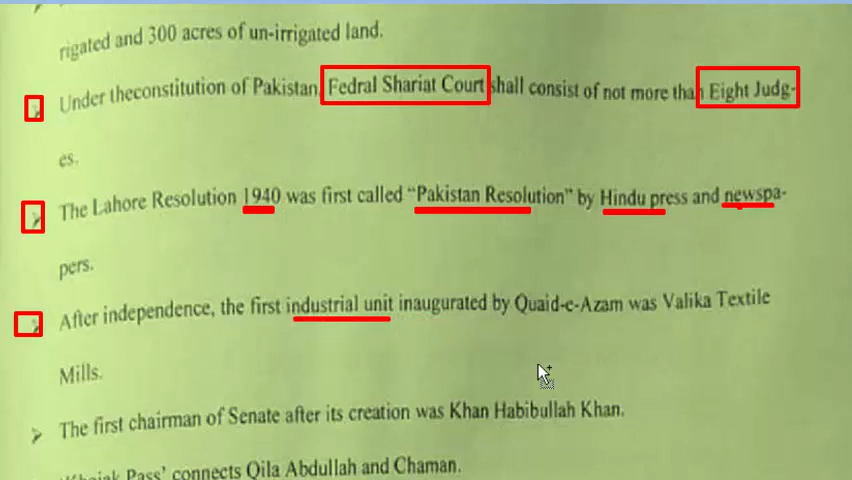 rigated and 300 acres of un-irrigated land.
Under theconstitution of Pakistan, Fedral Shariat Court shall consist of not more than Eight Judg-
es.
The Lahore Resolution 1940 was first called “Pakistan Resolution” by Hindu press and newspa-
pers.
After independence, the first industrial unit inaugurated by Quaid-e-Azam was Valika Textile
Mills.
The first chairman of Senate after its creation was Khan Habibullah Khan.
Pass’ connects Qila Abdullah and Chaman.